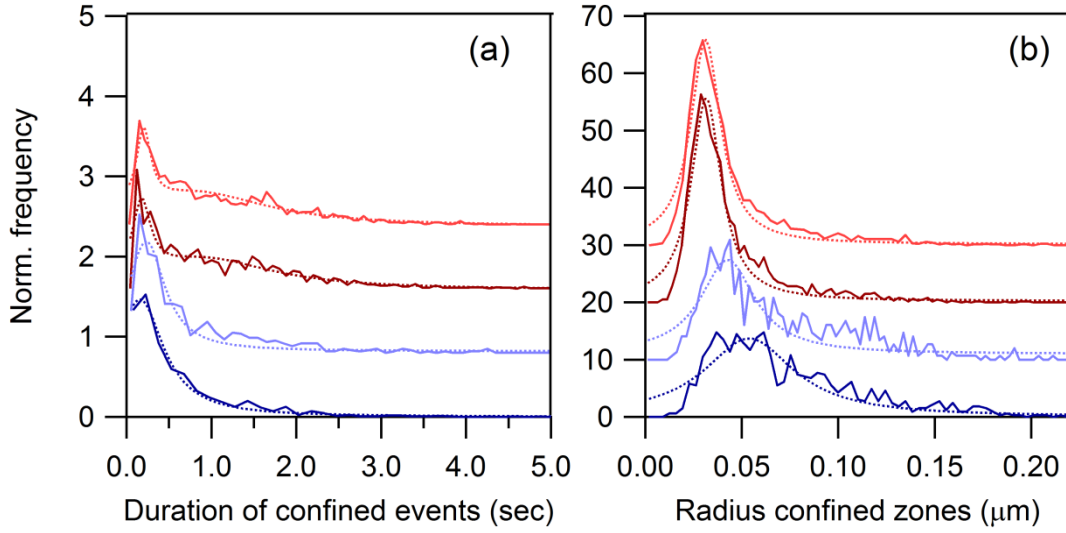 (a)
Norm. frequency
5
4
3
2
1
0
0.0 1.0 2.0 3.0 4.0 5.0
Duration of confined events (sec)
(b)
70
60
50
40
30
20
10
0
0.00 0.05 0.10 0.15 0.20
Radius confined zones (μm)